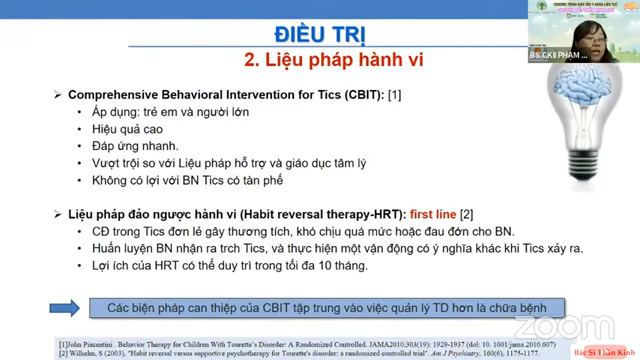 ĐIỀU TRỊ
2. Liệu pháp hành vi
Comprehensive Behavioral Intervention for Tics (CBIT): [1]
Áp dụng: trẻ em và người lớn
Hiệu quả cao
Đáp ứng nhanh.
Vượt trội so với Liệu pháp hỗ trợ và giáo dục tâm lý
Không có lợi với BN Tics có tàn phế
Liệu pháp đảo ngược hành vi (Habit reversal therapy-HRT): first line [2]
CĐ trong Tics đơn lẻ gây thương tích, khó chịu quá mức hoặc đau đớn cho BN.
Huấn luyện BN nhận ra trch Tics, và thực hiện một vận động có ý nghĩa khác khi Tics xảy ra.
Lợi ích của HRT có thể duy trì trong tối đa 10 tháng.
Các biện pháp can thiệp của CBIT tập trung vào việc quản lý TD hơn là chữa bệnh
[1]John Piacentini . Behavior Therapy for Children With Tourette's Disorder: A Randomized Controlled. JAMA2010;303(19):1929-1937 (doi: 10.1001/jama.2010.607)
[2] Wilhelm, S (2003), "Habit reversal versus supportive psychotherapy for Tourette's disorder: a randomized controlled trial". Am J Psychiatry, 160(6), 1175-1177.
BS.CKII PHAM ...
zoom
Bác Sĩ Thần Kinh